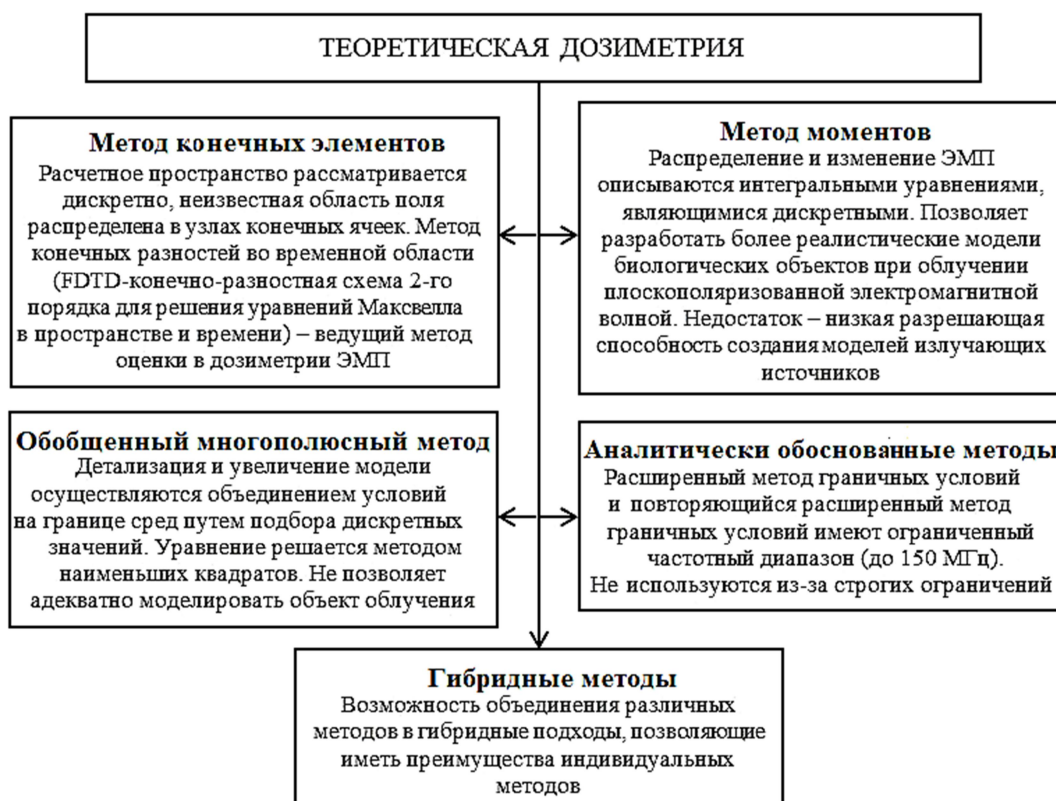 ТЕОРЕТИЧЕСКАЯ ДОЗИМЕТРИЯ
Метод конечных элементов
Расчетное пространство рассматривается
дискретно, неизвестная область поля
распределена в узлах конечных ячеек. Метод
конечных разностей во временной области
(FDTD-конечно-разностная схема 2-го
порядка для решения уравнений Максвелла
в пространстве и времени) – ведущий метод
оценки в дозиметрии ЭМП
Метод моментов
Распределение и изменение ЭМП
описываются интегральными уравнениями,
являющимися дискретными. Позволяет
разработать более реалистические модели
биологических объектов при облучении
плоскополяризованной электромагнитной
волной. Недостаток – низкая разрешающая
способность создания моделей излучающих
источников
Обобщенный многополюсный метод
Детализация и увеличение модели
осуществляются объединением условий
на границе сред путем подбора дискретных
значений. Уравнение решается методом
наименьших квадратов. Не позволяет
адекватно моделировать объект облучения
Аналитически обоснованные методы
Расширенный метод граничных условий
и повторяющийся расширенный метод
граничных условий имеют ограниченный
частотный диапазон (до 150 МГц).
Не используются из-за строгих ограничений
Гибридные методы
Возможность объединения различных
методов в гибридные подходы, позволяющие
иметь преимущества индивидуальных
методов